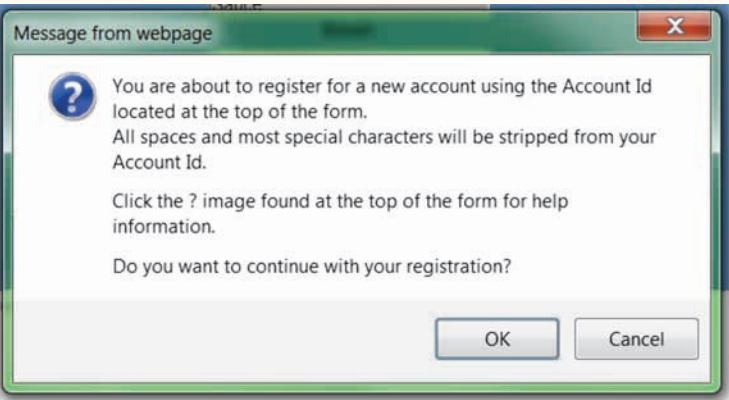 Message from webpage
You are about to register for a new account using the Account Id
located at the top of the form.
All spaces and most special characters will be stripped from your
Account Id.
Click the ? image found at the top of the form for help
information.
Do you want to continue with your registration?
OK
Cancel